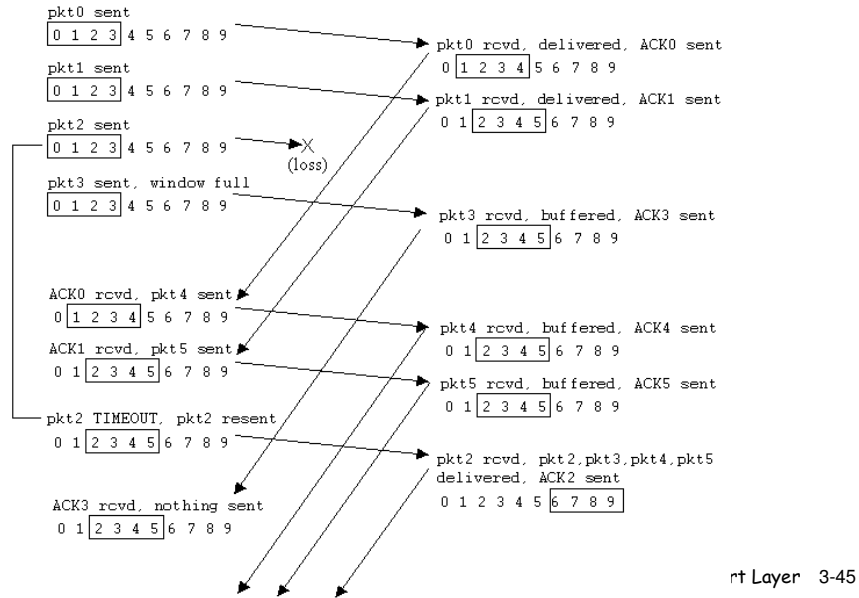 pkt0 sent
0 1 2 3 4 5 6 7 8 9
pkt1 sent
0 1 2 3 4 5 6 7 8 9
pkt2 sent
0 1 2 3 4 5 6 7 8 9
X
(loss)
pkt3 sent, window full
0 1 2 3 4 5 6 7 8 9
ACK0 rcvd, pkt4 sent
0 1 2 3 4 5 6 7 8 9
ACK1 rcvd, pkt5 sent
0 1 2 3 4 5 6 7 8 9
pkt2 TIMEOUT, pkt2 resent
0 1 2 3 4 5 6 7 8 9
ACK3 rcvd, nothing sent
0 1 2 3 4 5 6 7 8 9
pkt0 rcvd, delivered, ACK0 sent
0 1 2 3 4 5 6 7 8 9
pkt1 rcvd, delivered, ACK1 sent
0 1 2 3 4 5 6 7 8 9
pkt3 rcvd, buffered, ACK3 sent
0 1 2 3 4 5 6 7 8 9
pkt4 rcvd, buffered, ACK4 sent
0 1 2 3 4 5 6 7 8 9
pkt5 rcvd, buffered, ACK5 sent
0 1 2 3 4 5 6 7 8 9
pkt2 rcvd, pkt2,pkt3,pkt4,pkt5
delivered, ACK2 sent
0 1 2 3 4 5 6 7 8 9
Layer 3-45